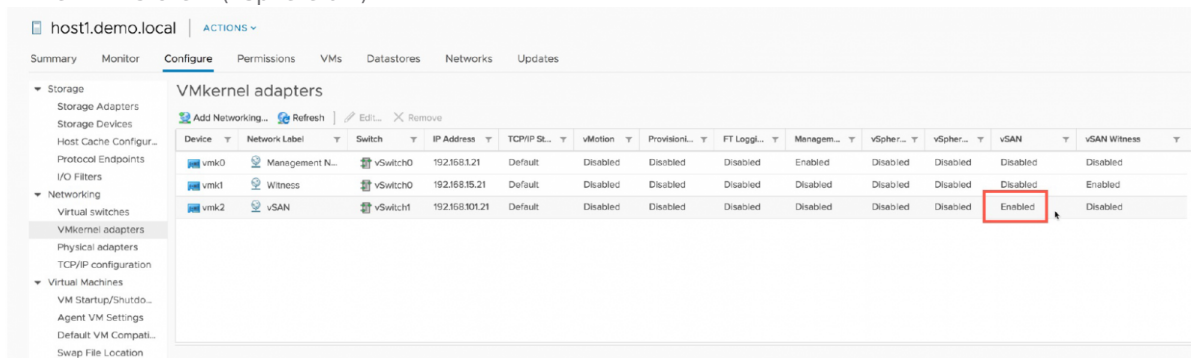 host1.demo.local ACTIONS
Summary Monitor Configure Permissions VMs Datastores Networks Updates
Storage
Storage Adapters
Storage Devices
Host Cache Configur...
Protocol Endpoints
I/O Filters
Networking
Virtual switches
VMkernel adapters
Physical adapters
TCP/IP configuration
Virtual Machines
VM Startup/Shutdo...
Agent VM Settings
Default VM Compati...
Swap File Location
VMkernel adapters
Add Networking... Refresh Edit... Remove
Device Network Label Switch IP Address TCP/IP St... vMotion Provisioni... FT Loggi... Managem... vSpher... vSpher... vSAN vSAN Witness
vmk0 Management N... vSwitch0 192.168.1.21 Default Disabled Disabled Disabled Enabled Disabled Disabled Disabled Disabled
vmk1 Witness vSwitch0 192.168.15.21 Default Disabled Disabled Disabled Disabled Disabled Disabled Disabled Enabled
vmk2 vSAN vSwitch1 192.168.101.21 Default Disabled Disabled Disabled Disabled Disabled Disabled Enabled Disabled